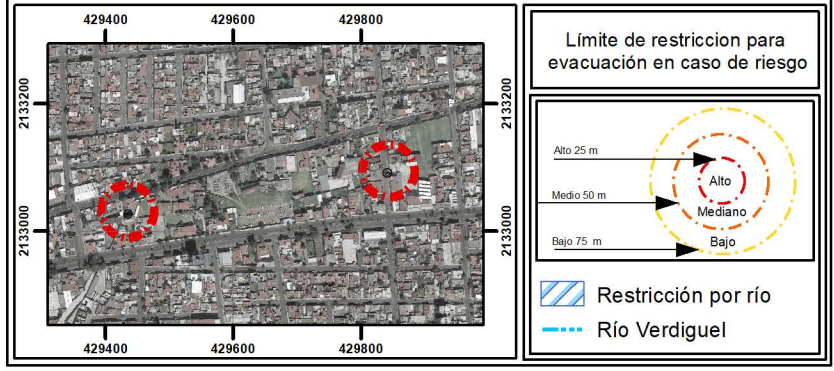 429400
429600
429800
2133200
2133200
2133000
2133000
429400
429600
429800
Límite de restriccion para
evacuación en caso de riesgo
Alto 25 m
Alto
Medio 50 m
Mediano
Bajo 75 m
Bajo
Restricción por río
Río Verdiguel